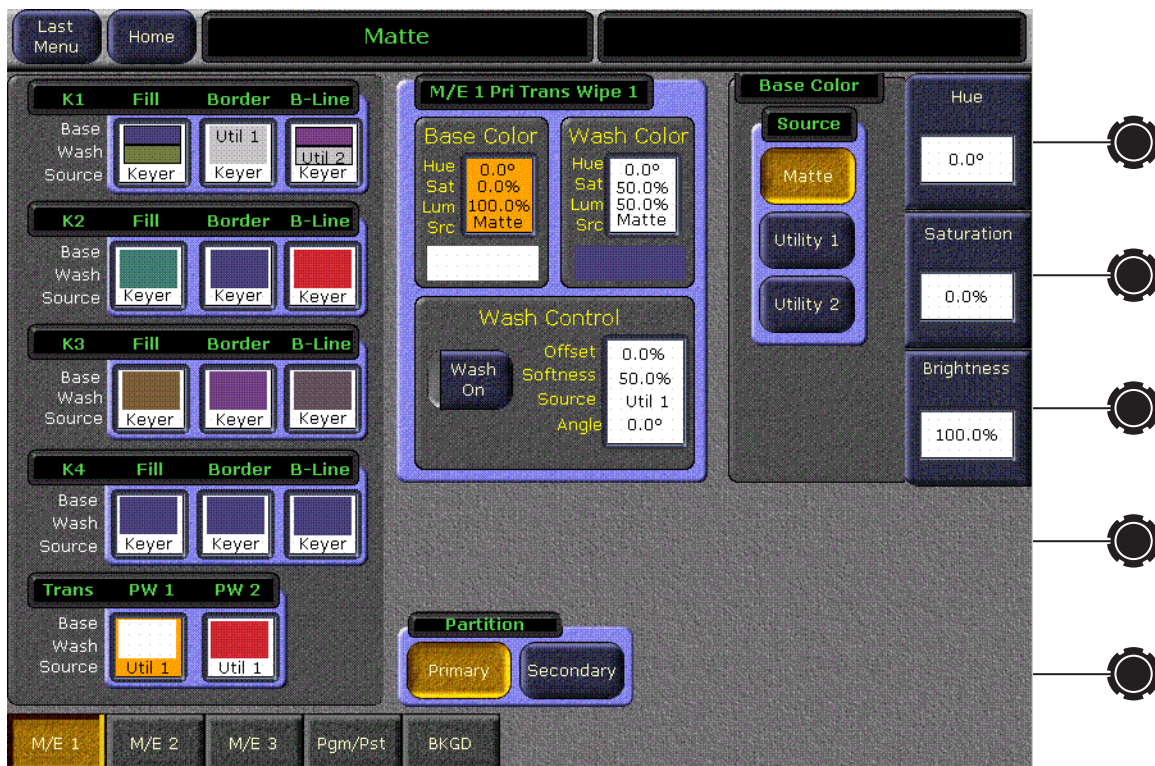 Last Menu
Home
Matte
K1 Fill Border B-Line
Base
Wash
Source
Keyer
Util 1
Keyer
Util 2
Keyer
K2 Fill Border B-Line
Base
Wash
Source
Keyer
Keyer
Keyer
K3 Fill Border B-Line
Base
Wash
Source
Keyer
Keyer
Keyer
K4 Fill Border B-Line
Base
Wash
Source
Keyer
Keyer
Keyer
Trans PW 1 PW 2
Base
Wash
Source
Util 1
Util 1
M/E 1 Pri Trans Wipe 1
Base Color
Hue 0.0°
Sat 0.0%
Lum 100.0%
Src Matte
Wash Color
Hue 0.0°
Sat 50.0%
Lum 50.0%
Src Matte
Wash Control
Wash On
Offset 0.0%
Softness 50.0%
Source Util 1
Angle 0.0°
Partition
Primary
Secondary
Base Color
Source
Matte
Utility 1
Utility 2
Hue
0.0°
Saturation
0.0%
Brightness
100.0%
M/E 1
M/E 2
M/E 3
Pgm/Pst
BKGD